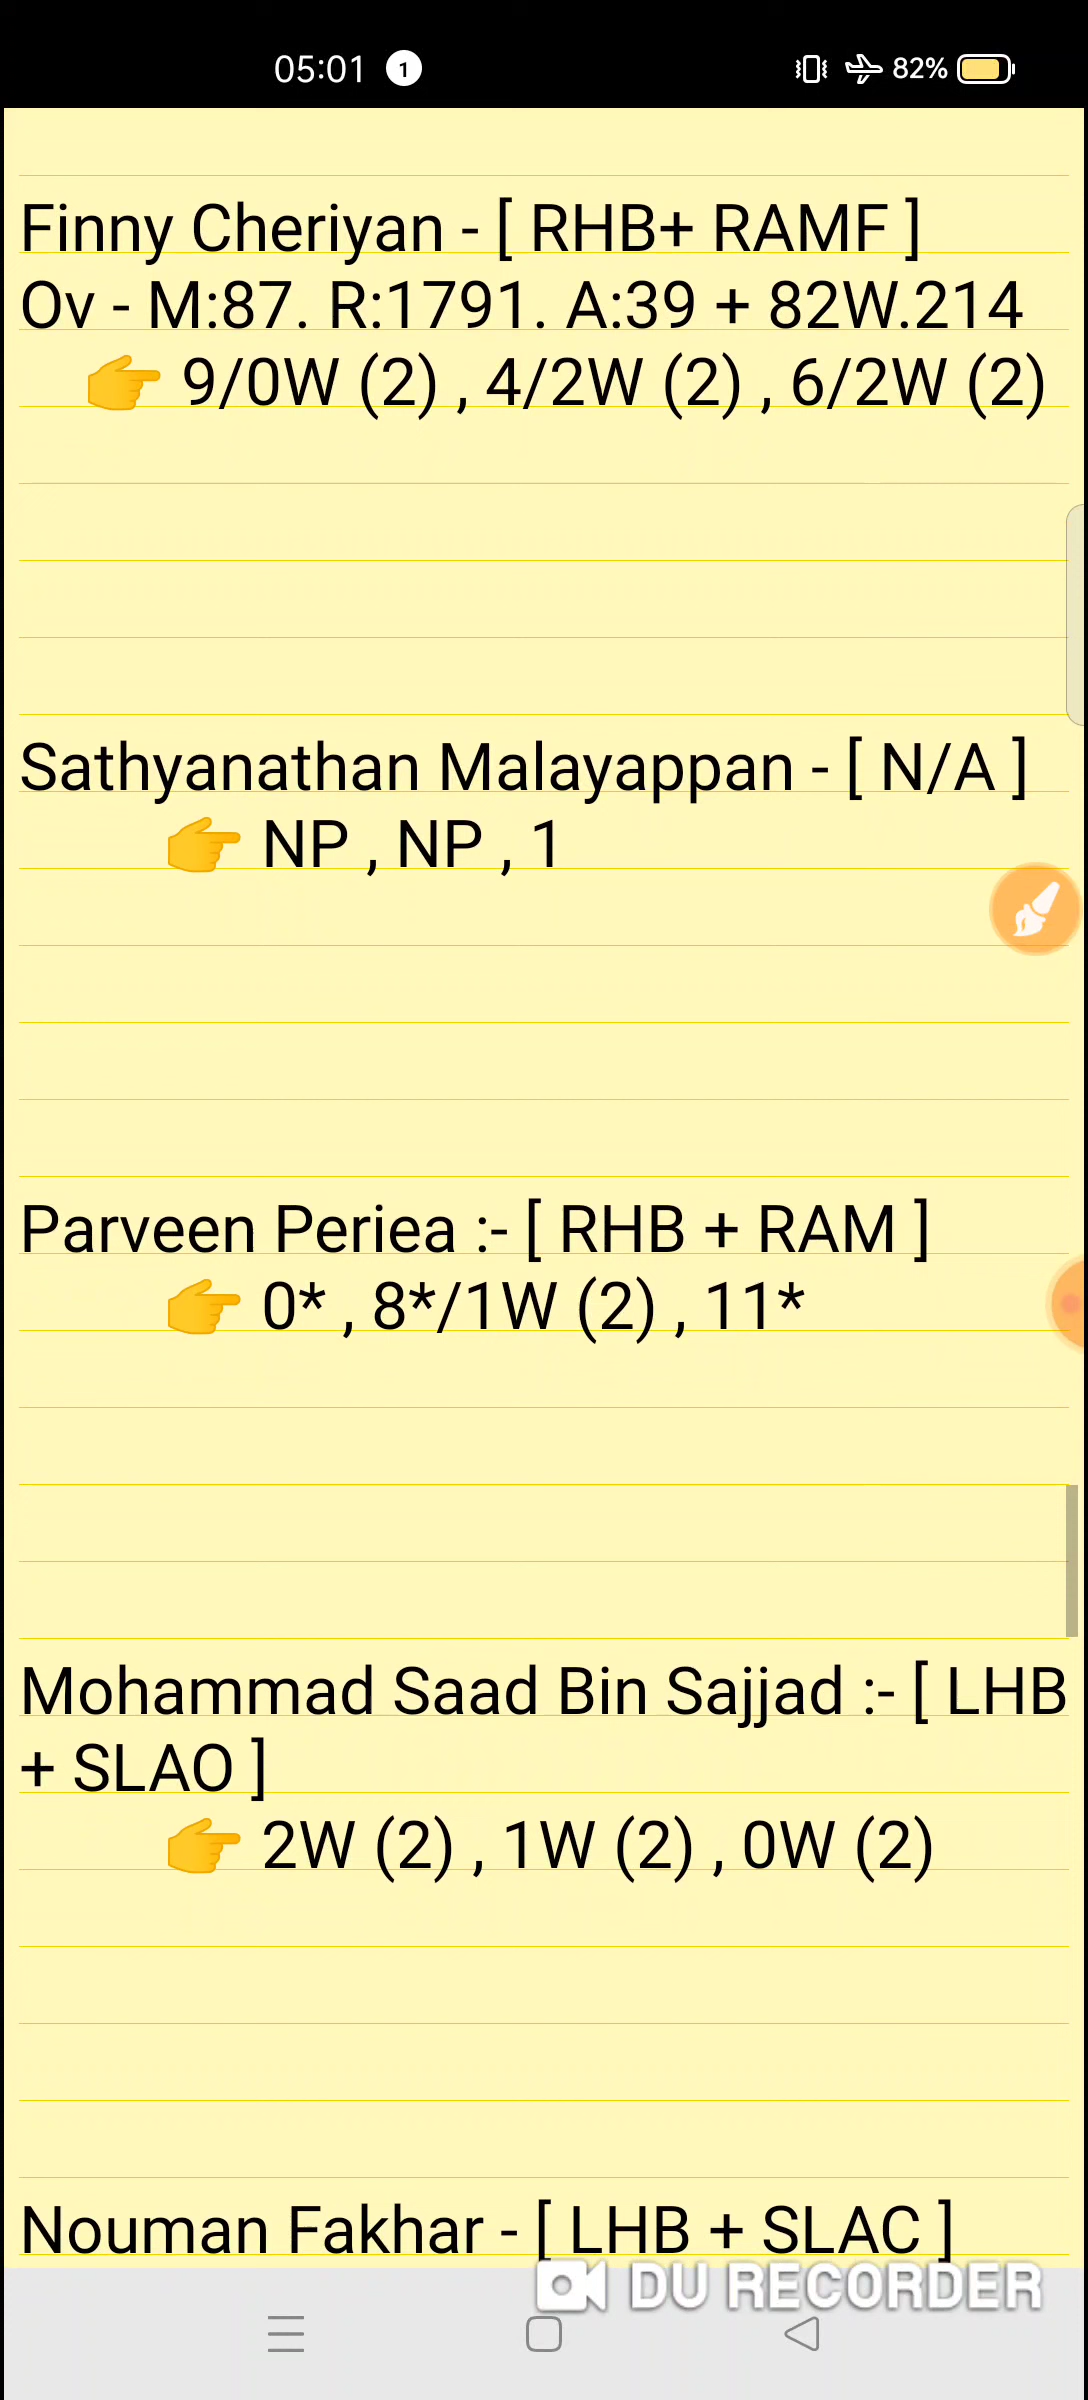 05:01 1 82%
Finny Cheriyan - [ RHB+ RAMF ]
Ov - M:87. R:1791. A:39 + 82W.214
👉 9/0W (2) , 4/2W (2) , 6/2W (2)
Sathyanathan Malayappan - [ N/A ]
👉 NP , NP , 1
Parveen Periea :- [ RHB + RAM ]
👉 0* , 8*/1W (2) , 11*
Mohammad Saad Bin Sajjad :- [ LHB
+ SLAO ]
👉 2W (2) , 1W (2) , 0W (2)
Nouman Fakhar - [ LHB + SLAC ]
DU RECORDER